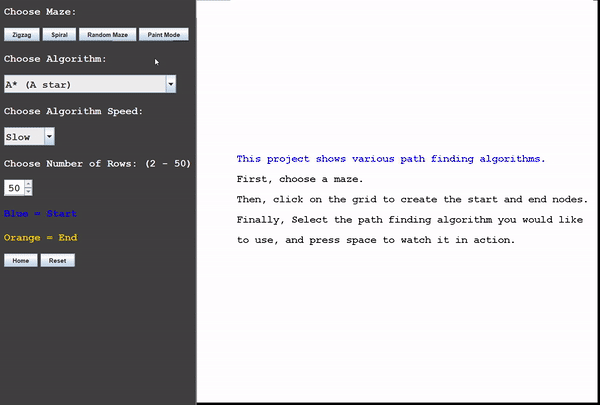 Choose Maze:
Zigzag Spiral Random Maze Paint Mode
Choose Algorithm:
A* (A star)
Choose Algorithm Speed:
Slow
Choose Number of Rows: (2 - 50)
50
Blue = Start
Orange = End
Home Reset
This project shows various path finding algorithms.
First, choose a maze.
Then, click on the grid to create the start and end nodes.
Finally, Select the path finding algorithm you would like
to use, and press space to watch it in action.